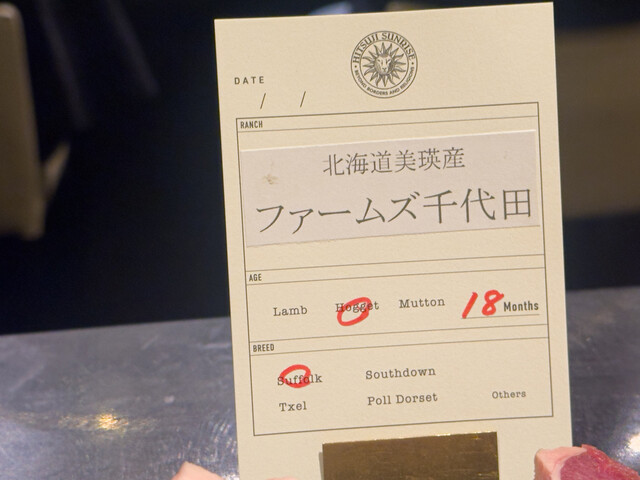 HITSUJI SUNRISE
DATE
/ /
RANCH
北海道美瑛産
ファームズ千代田
AGE
Lamb Hogget Mutton 18 Months
BREED
Suffolk Southdown
Txel Poll Dorset Others